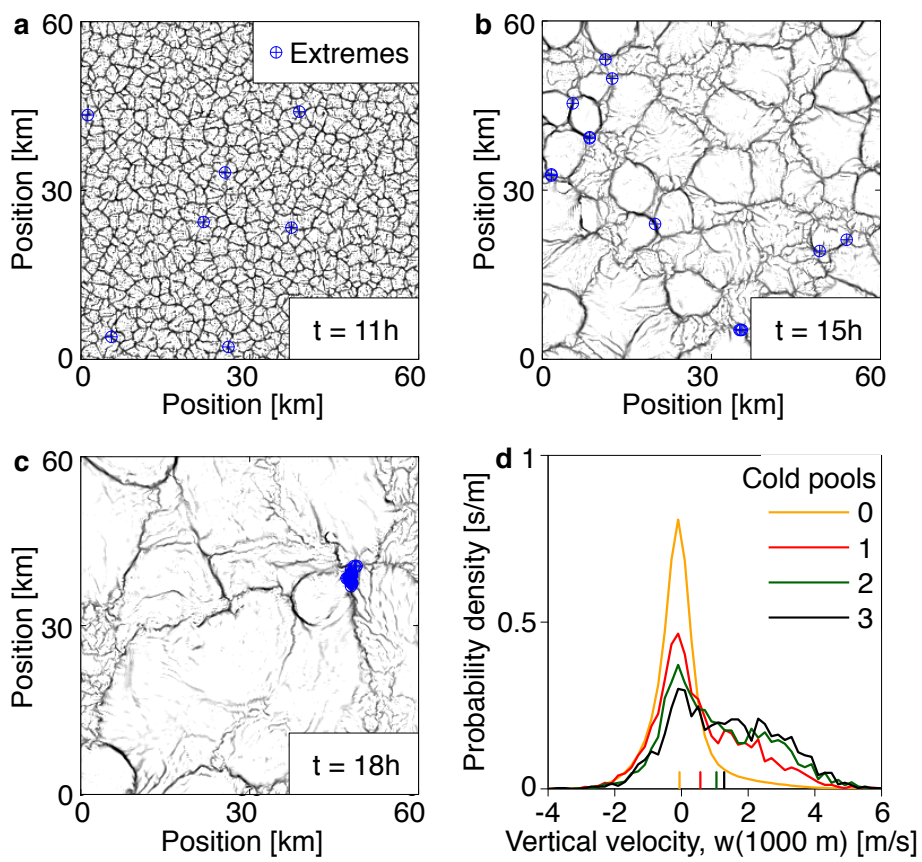 a
60
Position [km]
30
0
Extremes
t = 11h
0
30
60
Position [km]
b
60
Position [km]
30
0
t = 15h
0
30
60
Position [km]
c
60
Position [km]
30
0
t = 18h
0
30
60
Position [km]
d
1
Probability density [s/m]
0.5
0
Cold pools
0
1
2
3
-4
-2
0
2
4
6
Vertical velocity, w(1000 m) [m/s]